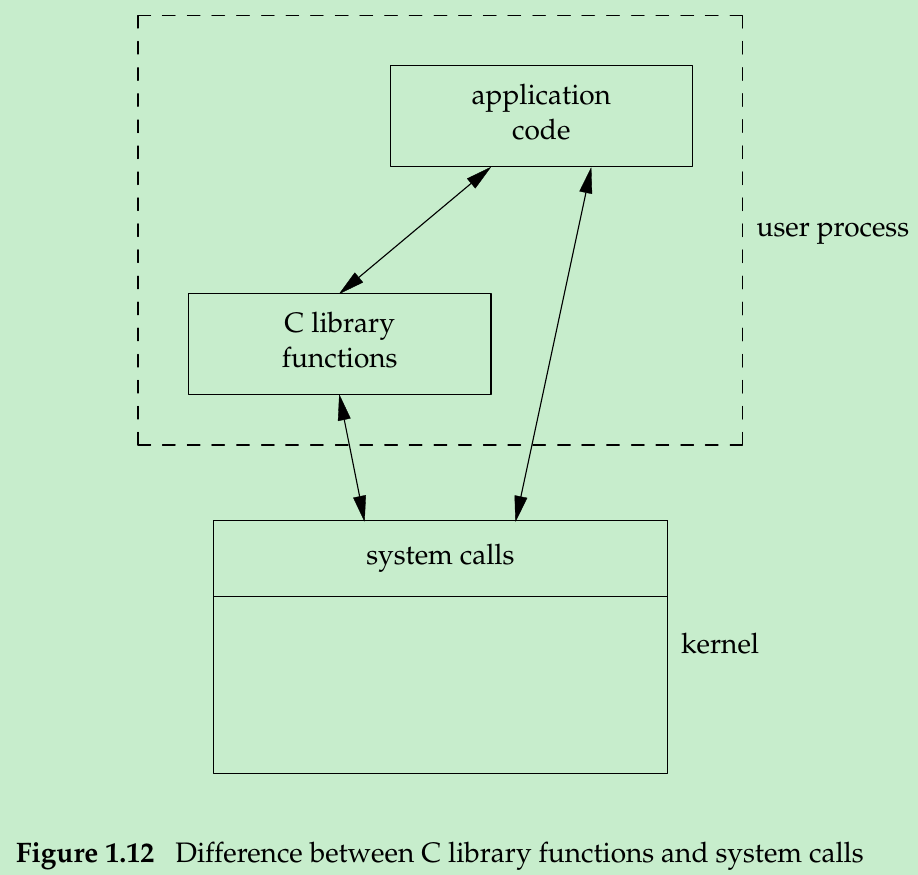 application
code
user process
C library
functions
system calls
kernel
Figure 1.12 Difference between C library functions and system calls